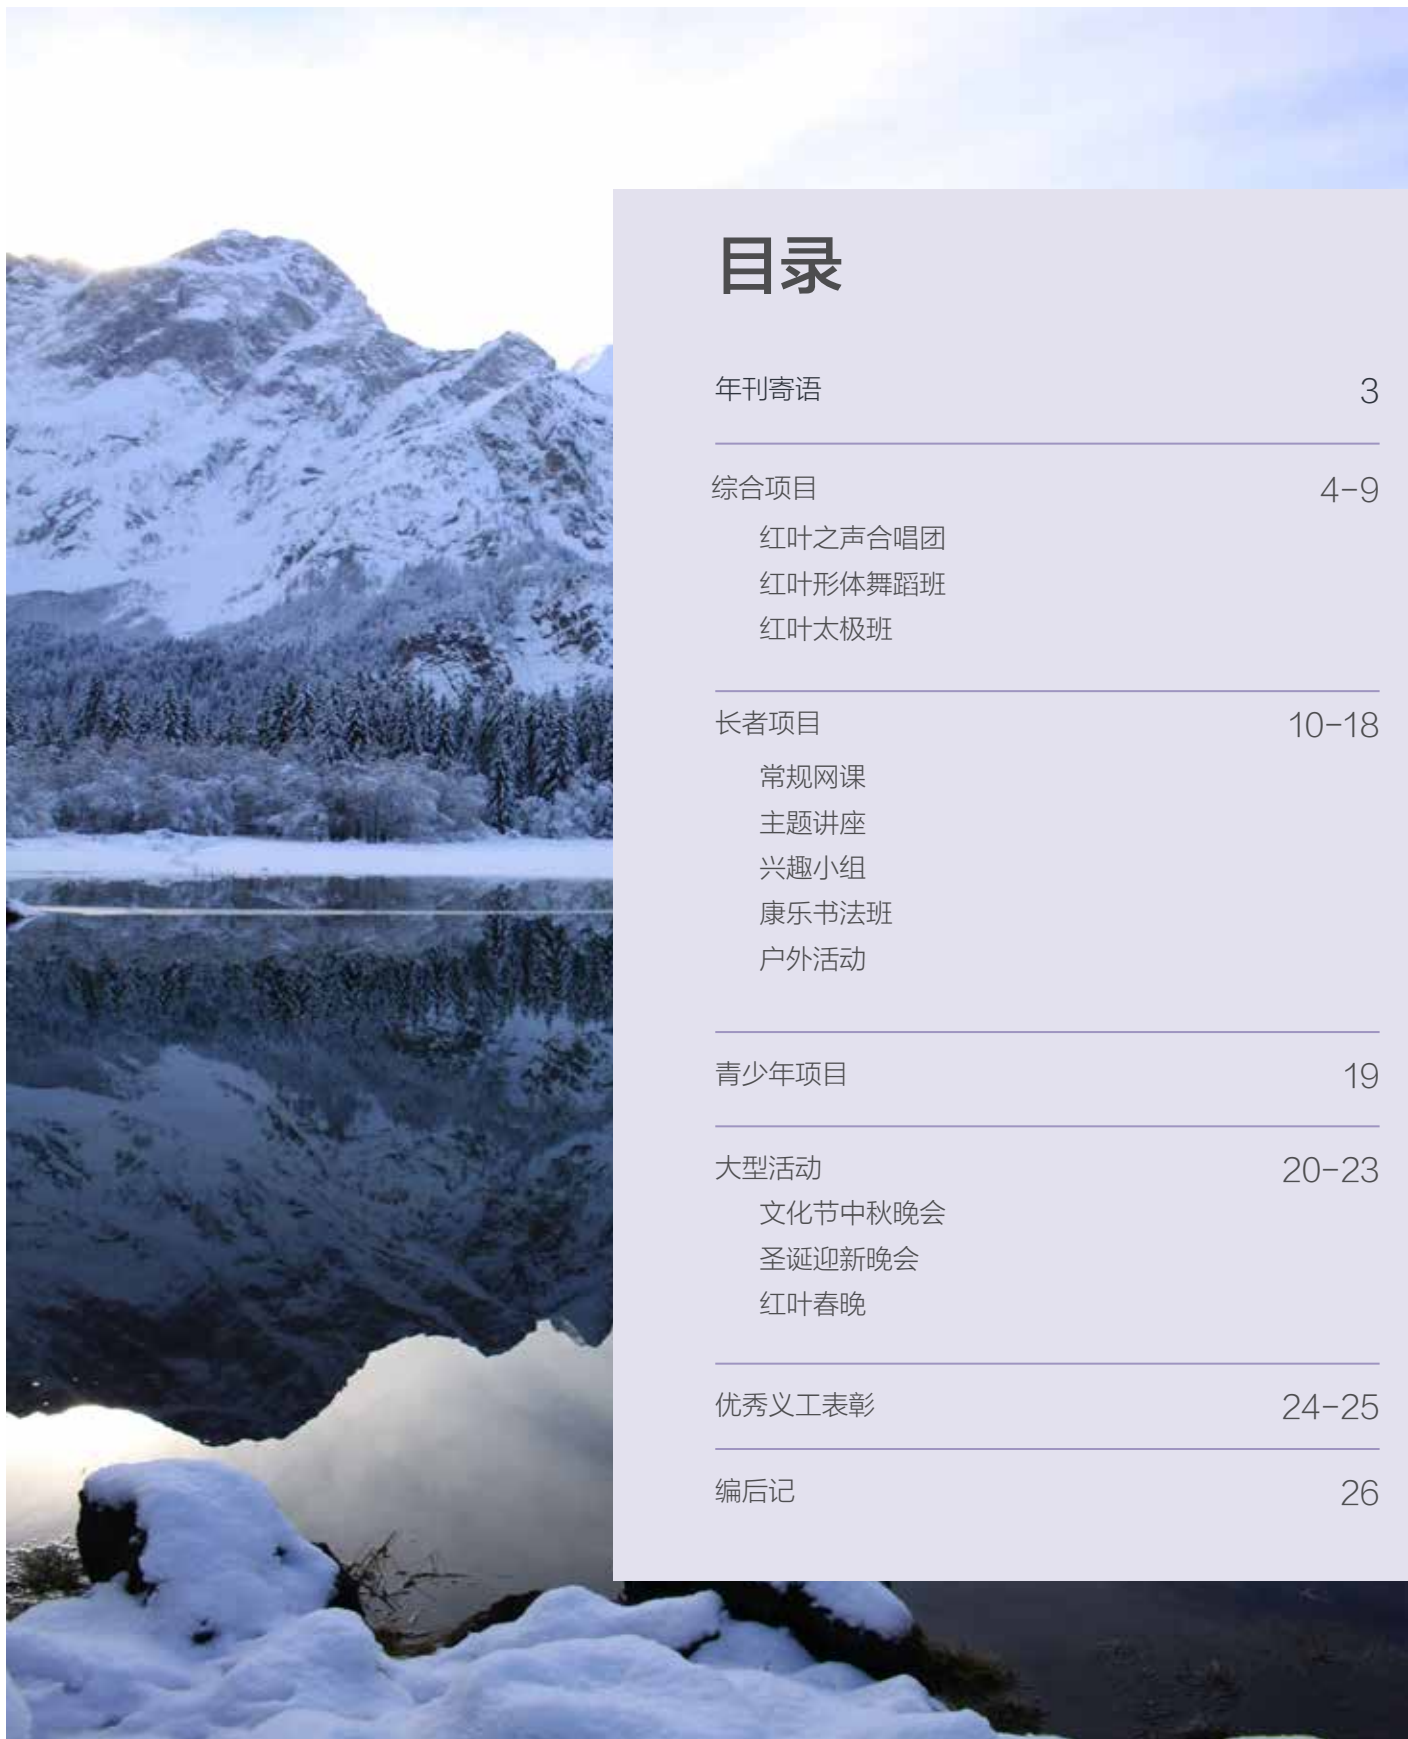 目录
年刊寄语 3
综合项目 4-9
红叶之声合唱团
红叶形体舞蹈班
红叶太极班
长者项目 10-18
常规网课
主题讲座
兴趣小组
康乐书法班
户外活动
青少年项目 19
大型活动 20-23
文化节中秋晚会
圣诞迎新晚会
红叶春晚
优秀义工表彰 24-25
编后记 26